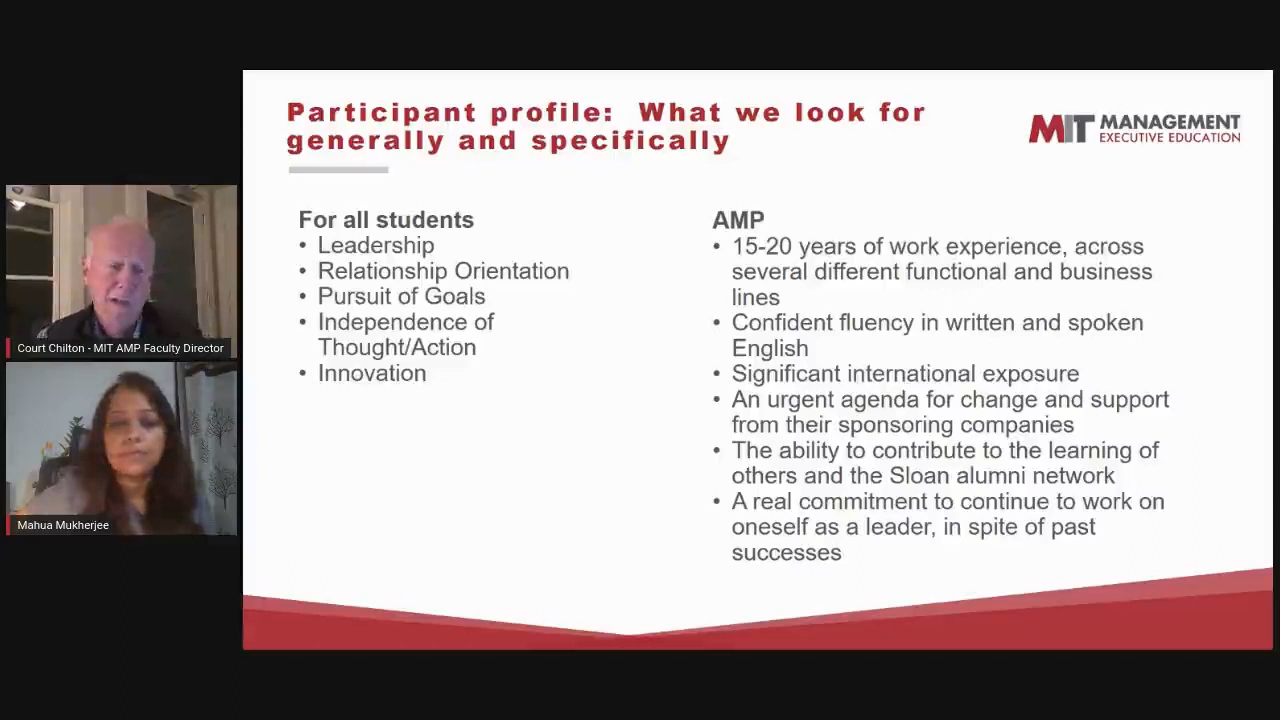 Participant profile:  What we look for
generally and specifically
MIT MANAGEMENT
EXECUTIVE EDUCATION
For all students
• Leadership
• Relationship Orientation
• Pursuit of Goals
• Independence of
Thought/Action
• Innovation
AMP
• 15-20 years of work experience, across
several different functional and business
lines
• Confident fluency in written and spoken
English
• Significant international exposure
• An urgent agenda for change and support
from their sponsoring companies
• The ability to contribute to the learning of
others and the Sloan alumni network
• A real commitment to continue to work on
oneself as a leader, in spite of past
successes
Court Chilton - MIT AMP Faculty Director
Mahua Mukherjee